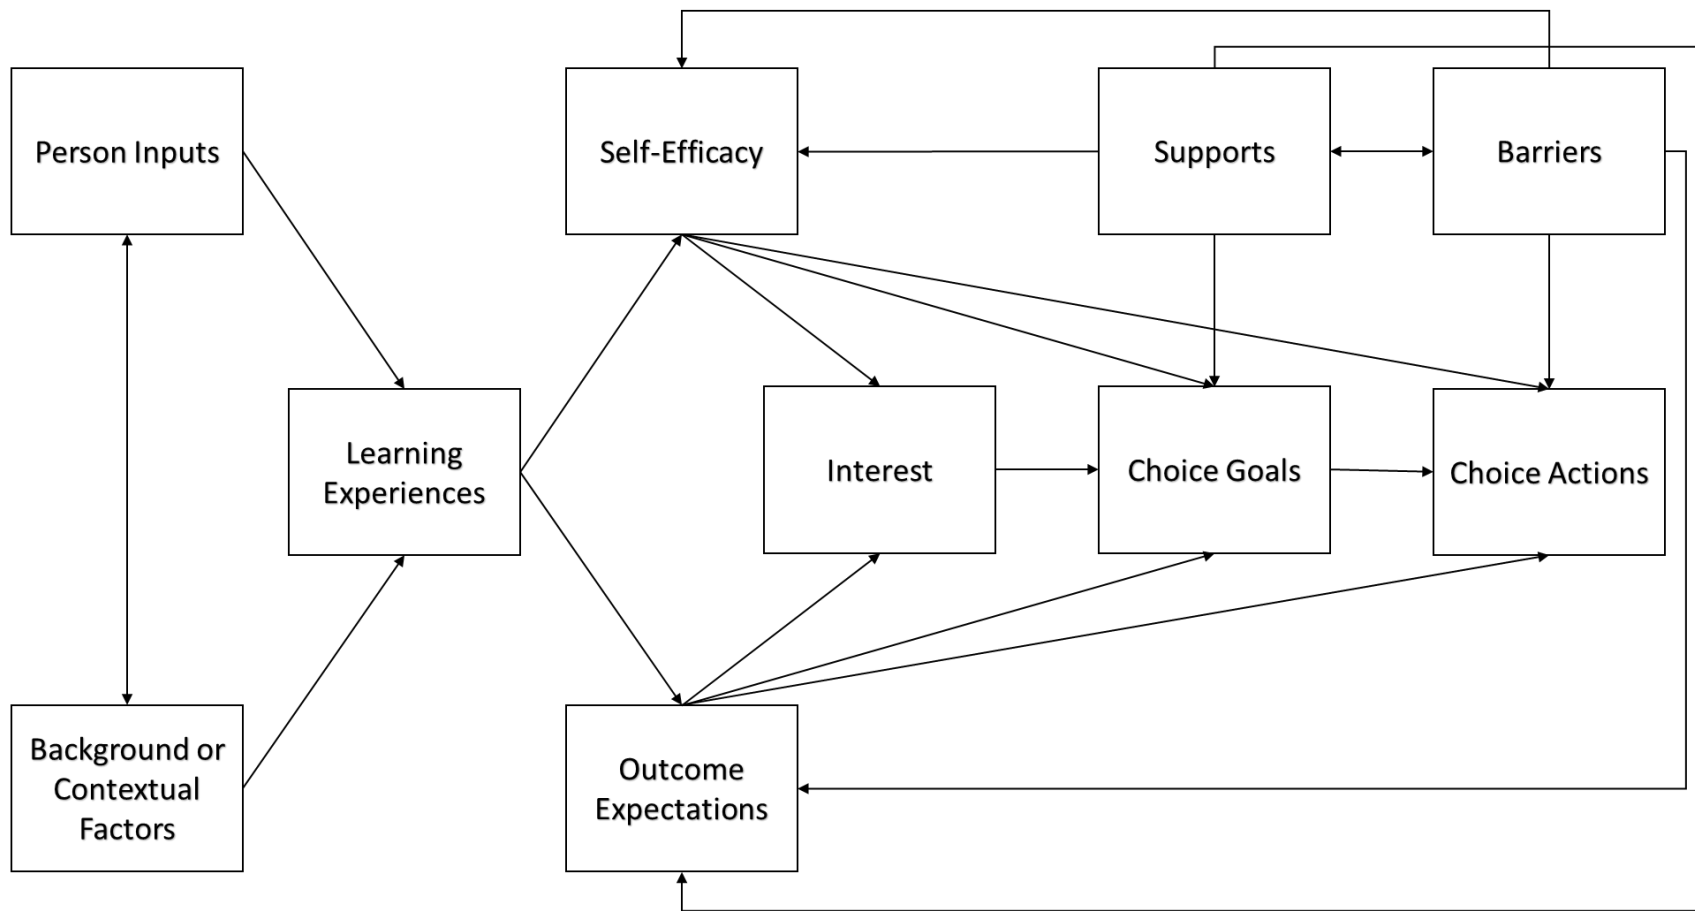 Person Inputs
Self-Efficacy
Supports
Barriers
Learning
Experiences
Interest
Choice Goals
Choice Actions
Background or
Contextual
Factors
Outcome
Expectations